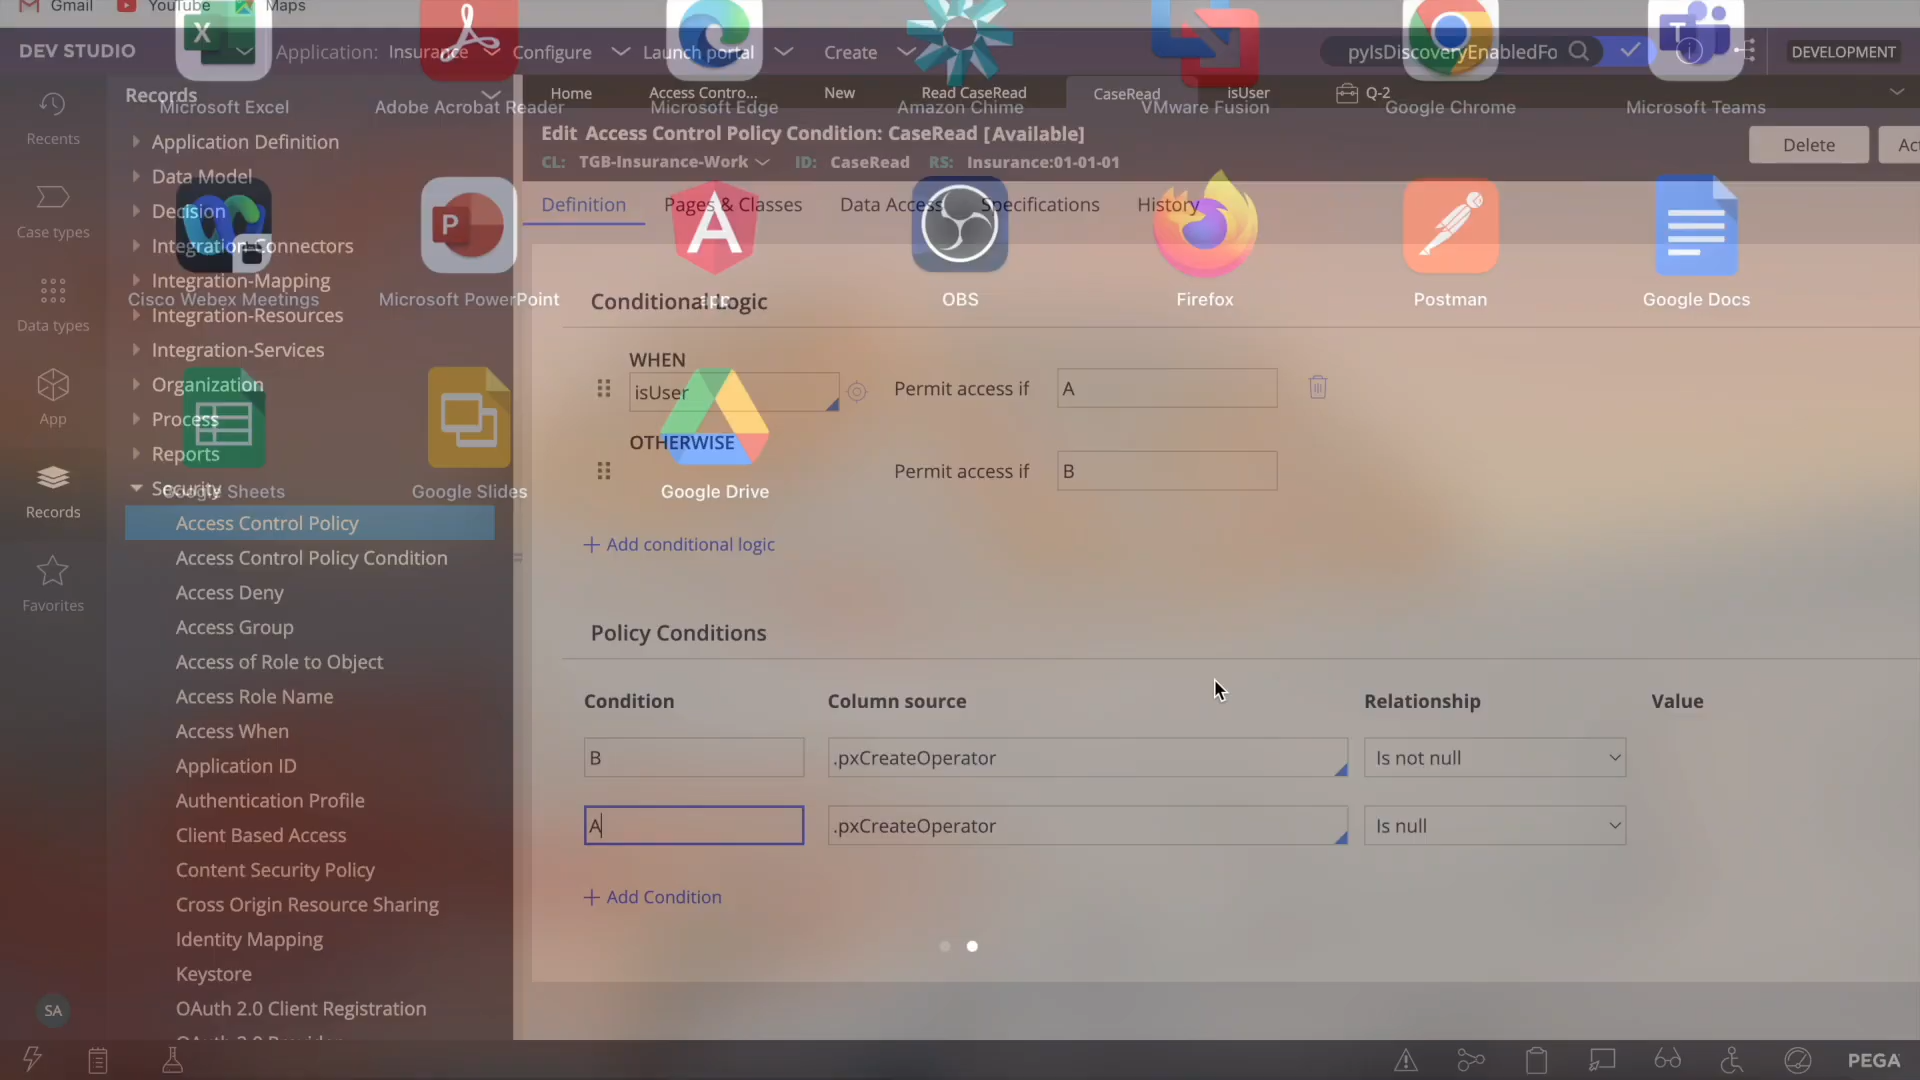 Gmail YouTube Maps
DEV STUDIO Application: Insurance Configure Launch portal Create pyIsDiscoveryEnabledFo DEVELOPMENT
Microsoft Excel Adobe Acrobat Reader Microsoft Edge Amazon Chime VMware Fusion Google Chrome Microsoft Teams
Home Access Contro... New Read CaseRead CaseRead isUser Q-2
Edit Access Control Policy Condition: CaseRead [Available]
Delete
CL: TGB-Insurance-Work ID: CaseRead RS: Insurance:01-01-01
Definition Pages & Classes Data Access Specifications History
Cisco Webex Meetings Microsoft PowerPoint OBS Firefox Postman Google Docs
Google Sheets Google Slides Google Drive
Recents
Case types
Data types
App
Records
Favorites
SA
Records
Application Definition
Data Model
Decision
Integration-Connectors
Integration-Mapping
Integration-Resources
Integration-Services
Organization
Process
Reports
Security
Access Control Policy
Access Control Policy Condition
Access Deny
Access Group
Access of Role to Object
Access Role Name
Access When
Application ID
Authentication Profile
Client Based Access
Content Security Policy
Cross Origin Resource Sharing
Identity Mapping
Keystore
OAuth 2.0 Client Registration
OAuth 2.0 Provider
Conditional Logic
WHEN
isUser Permit access if A
OTHERWISE
Permit access if B
+ Add conditional logic
Policy Conditions
Condition Column source Relationship Value
B .pxCreateOperator Is not null
A .pxCreateOperator Is null
+ Add Condition
PEGA